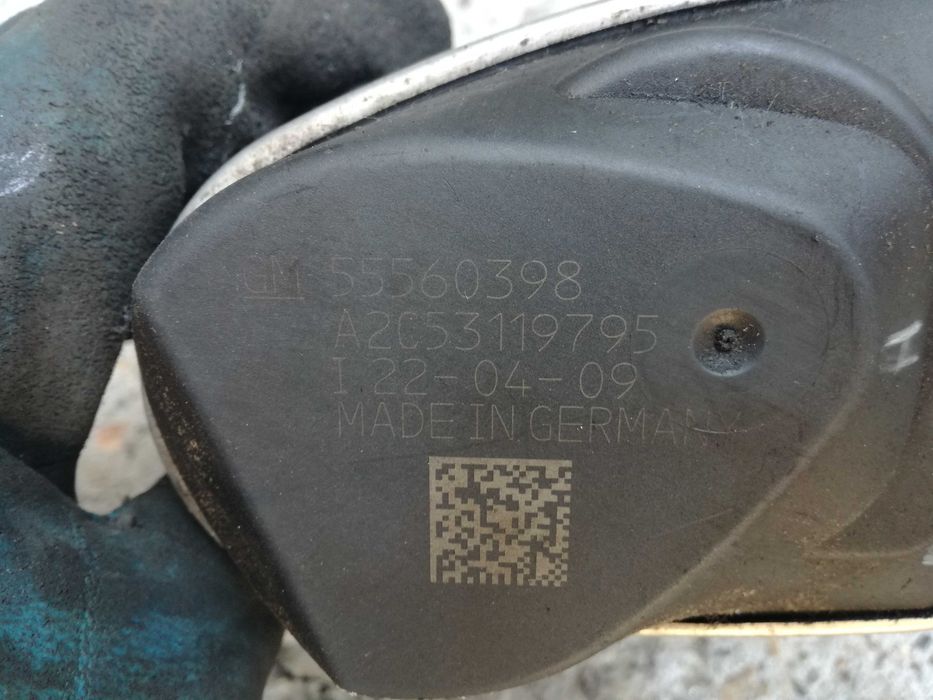 GM 55560398
A2C53119795
I 22-04-09
MADE IN GERMANY
H